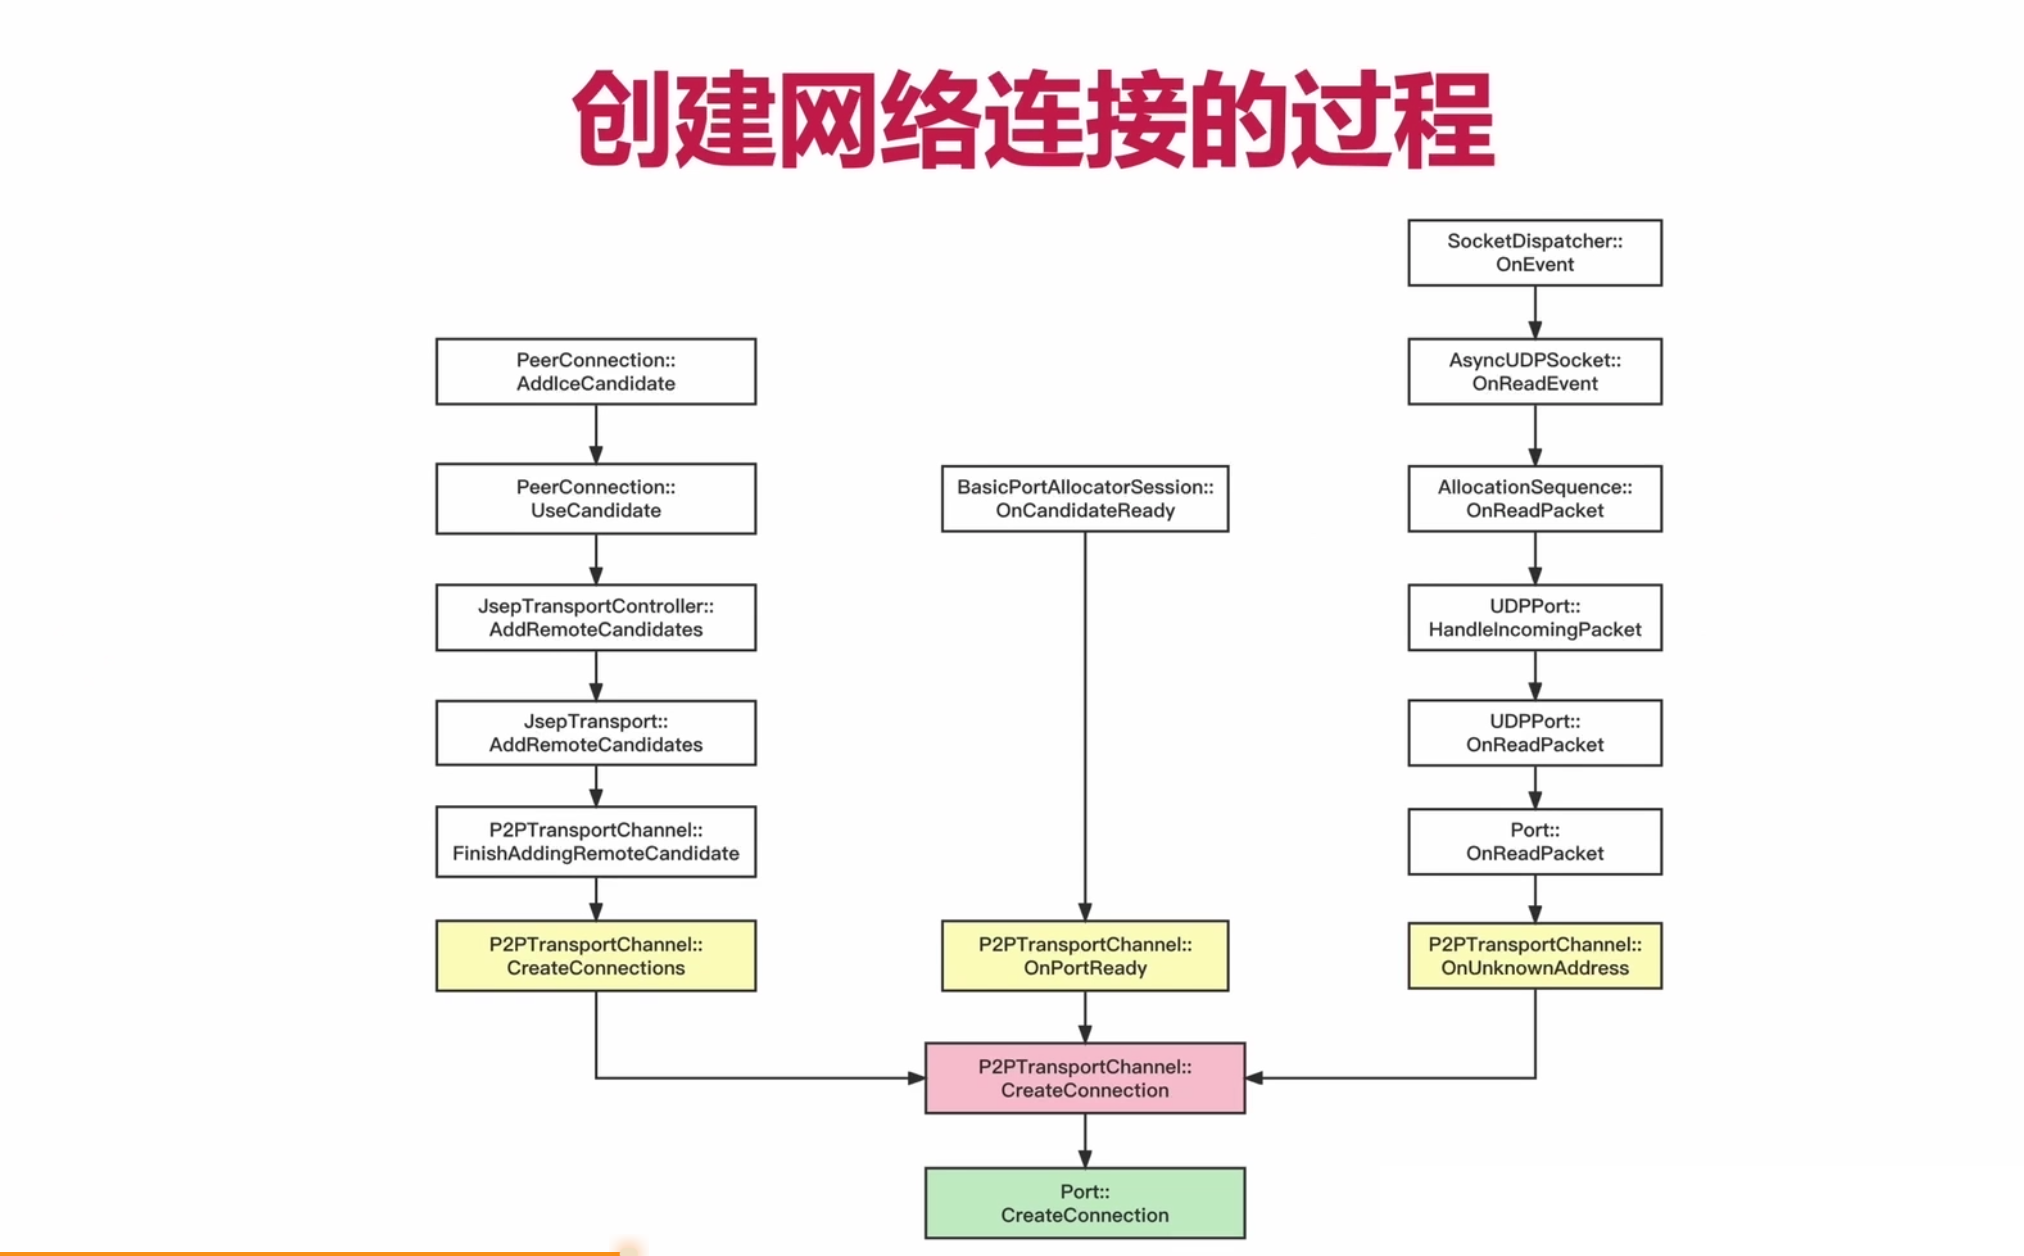 创建网络连接的过程
PeerConnection::
AddIceCandidate
PeerConnection::
UseCandidate
JsepTransportController::
AddRemoteCandidates
JsepTransport::
AddRemoteCandidates
P2PTransportChannel::
FinishAddingRemoteCandidate
P2PTransportChannel::
CreateConnections
BasicPortAllocatorSession::
OnCandidateReady
P2PTransportChannel::
OnPortReady
SocketDispatcher::
OnEvent
AsyncUDPSocket::
OnReadEvent
AllocationSequence::
OnReadPacket
UDPPort::
HandleIncomingPacket
UDPPort::
OnReadPacket
Port::
OnReadPacket
P2PTransportChannel::
OnUnknownAddress
P2PTransportChannel::
CreateConnection
Port::
CreateConnection